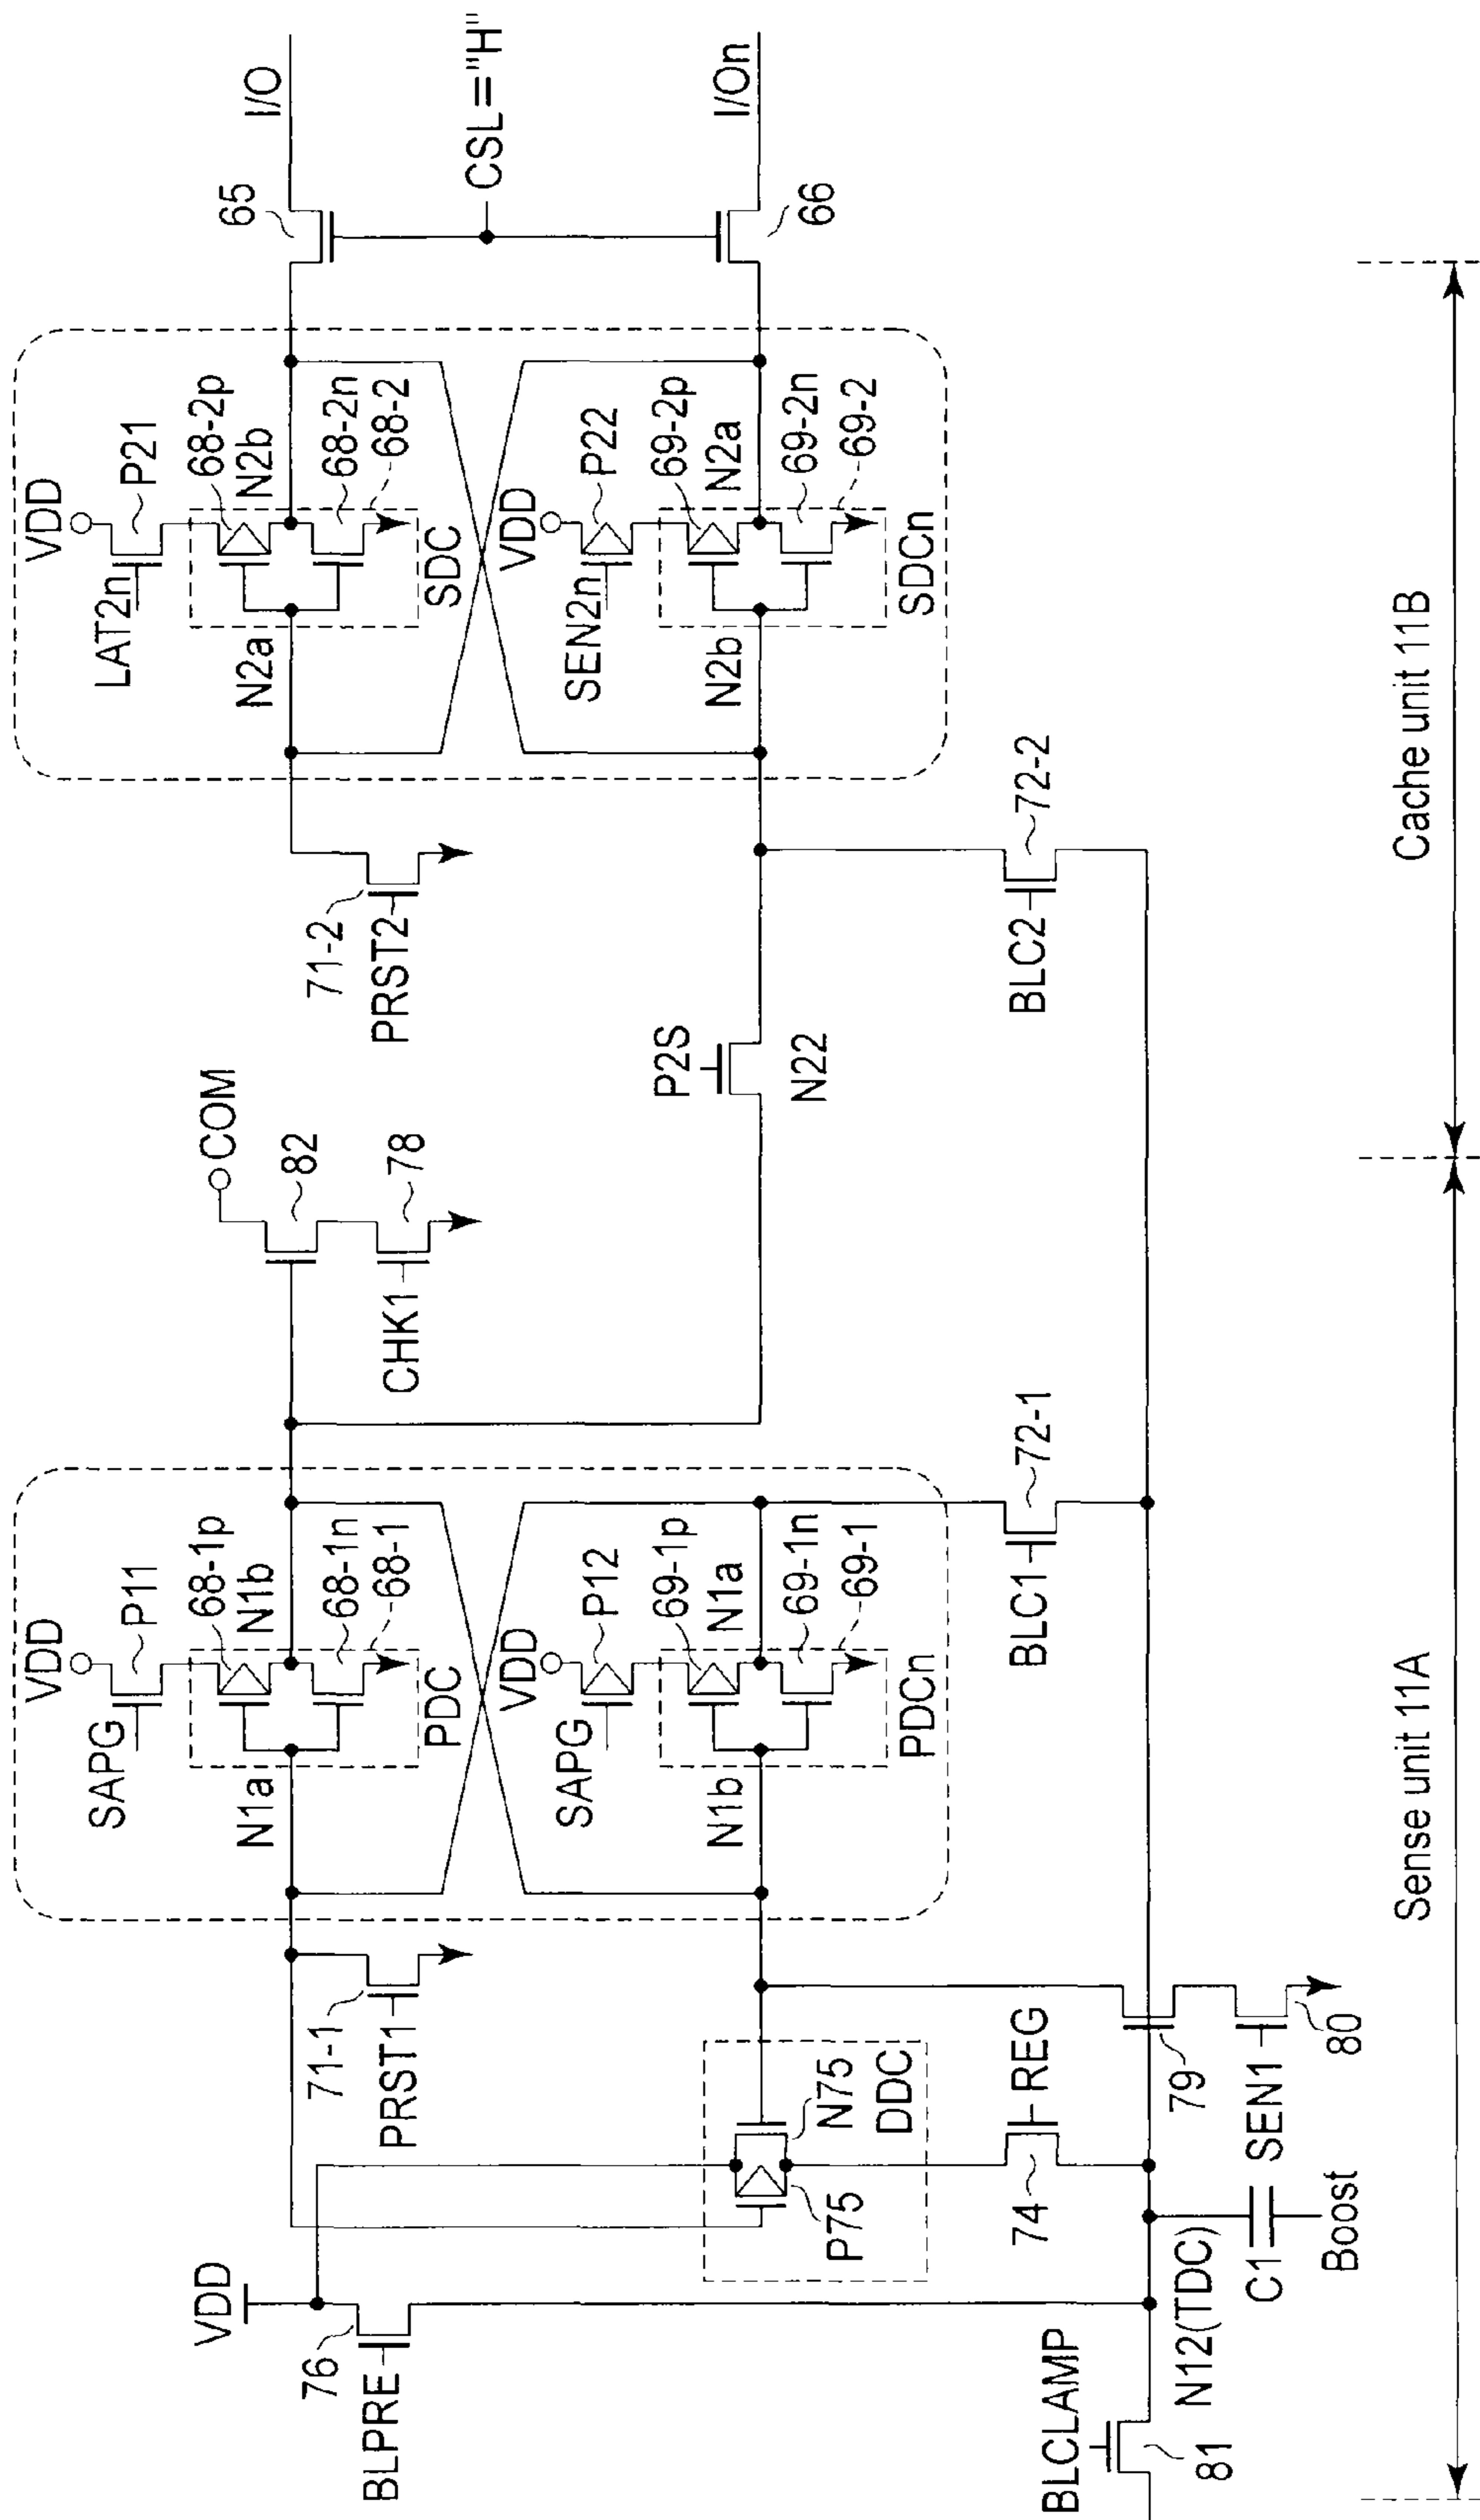 I/O
I/On
CSL="H"
65
66
VDD
LAT2n
P21
68-2p
N2b
68-2n
68-2
N2a
SDC
VDD
SEN2n
P22
69-2p
N2a
69-2n
69-2
N2b
SDCn
71-2
PRST2
BLC2
72-2
P2S
N22
COM
82
78
CHK1
VDD
SAPG
P11
68-1p
N1b
68-1n
68-1
N1a
PDC
VDD
SAPG
P12
69-1p
N1a
69-1n
69-1
N1b
PDCn
BLC1
72-1
71-1
PRST1
N75
DDC
P75
REG
74
79
SEN1
80
VDD
76
BLPRE
BLCLAMP
81
N12(TDC)
C1
Boost
Sense unit 11A
Cache unit 11B